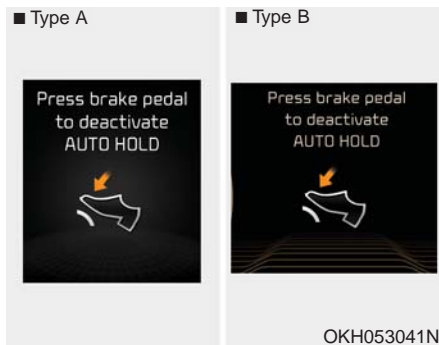 ■ Type A
Press brake pedal
to deactivate
AUTO HOLD
■ Type B
Press brake pedal
to deactivate
AUTO HOLD
OKH053041N